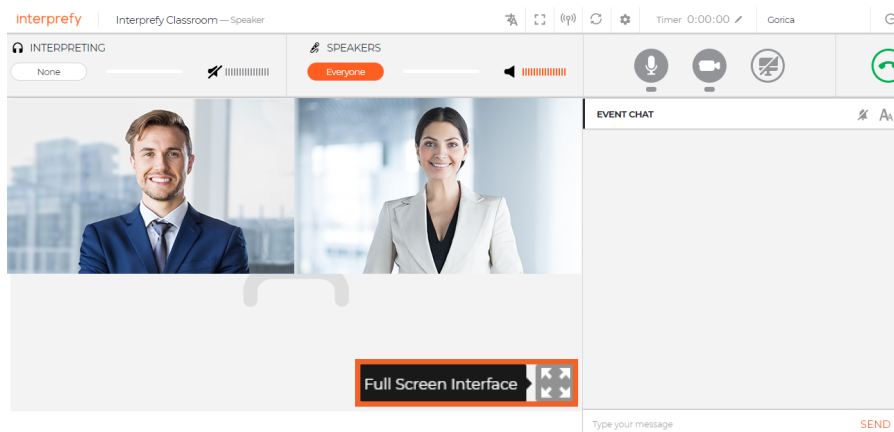 interprefy
Interprefy Classroom — Speaker
Timer 0:00:00
Gorica
INTERPRETING
None
SPEAKERS
Everyone
EVENT CHAT
AA
Full Screen Interface
Type your message
SEND